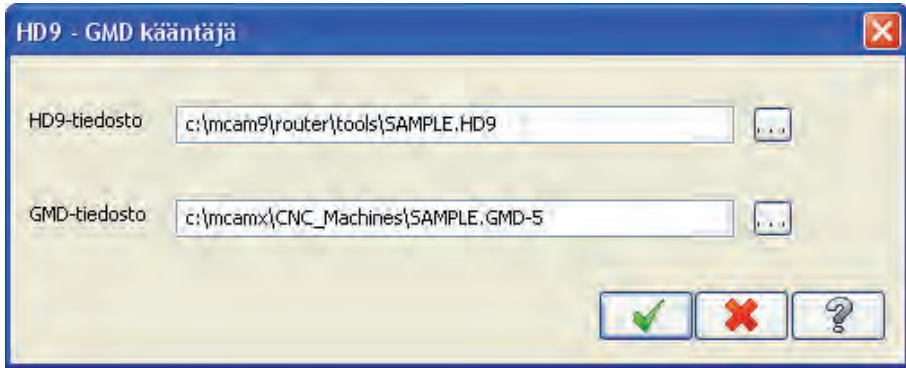 HD9 - GMD kääntäjä
HD9-tiedosto c:\mcam9\router\tools\SAMPLE.HD9 ...
GMD-tiedosto c:\mcamx\CNC_Machines\SAMPLE.GMD-5 ...
?